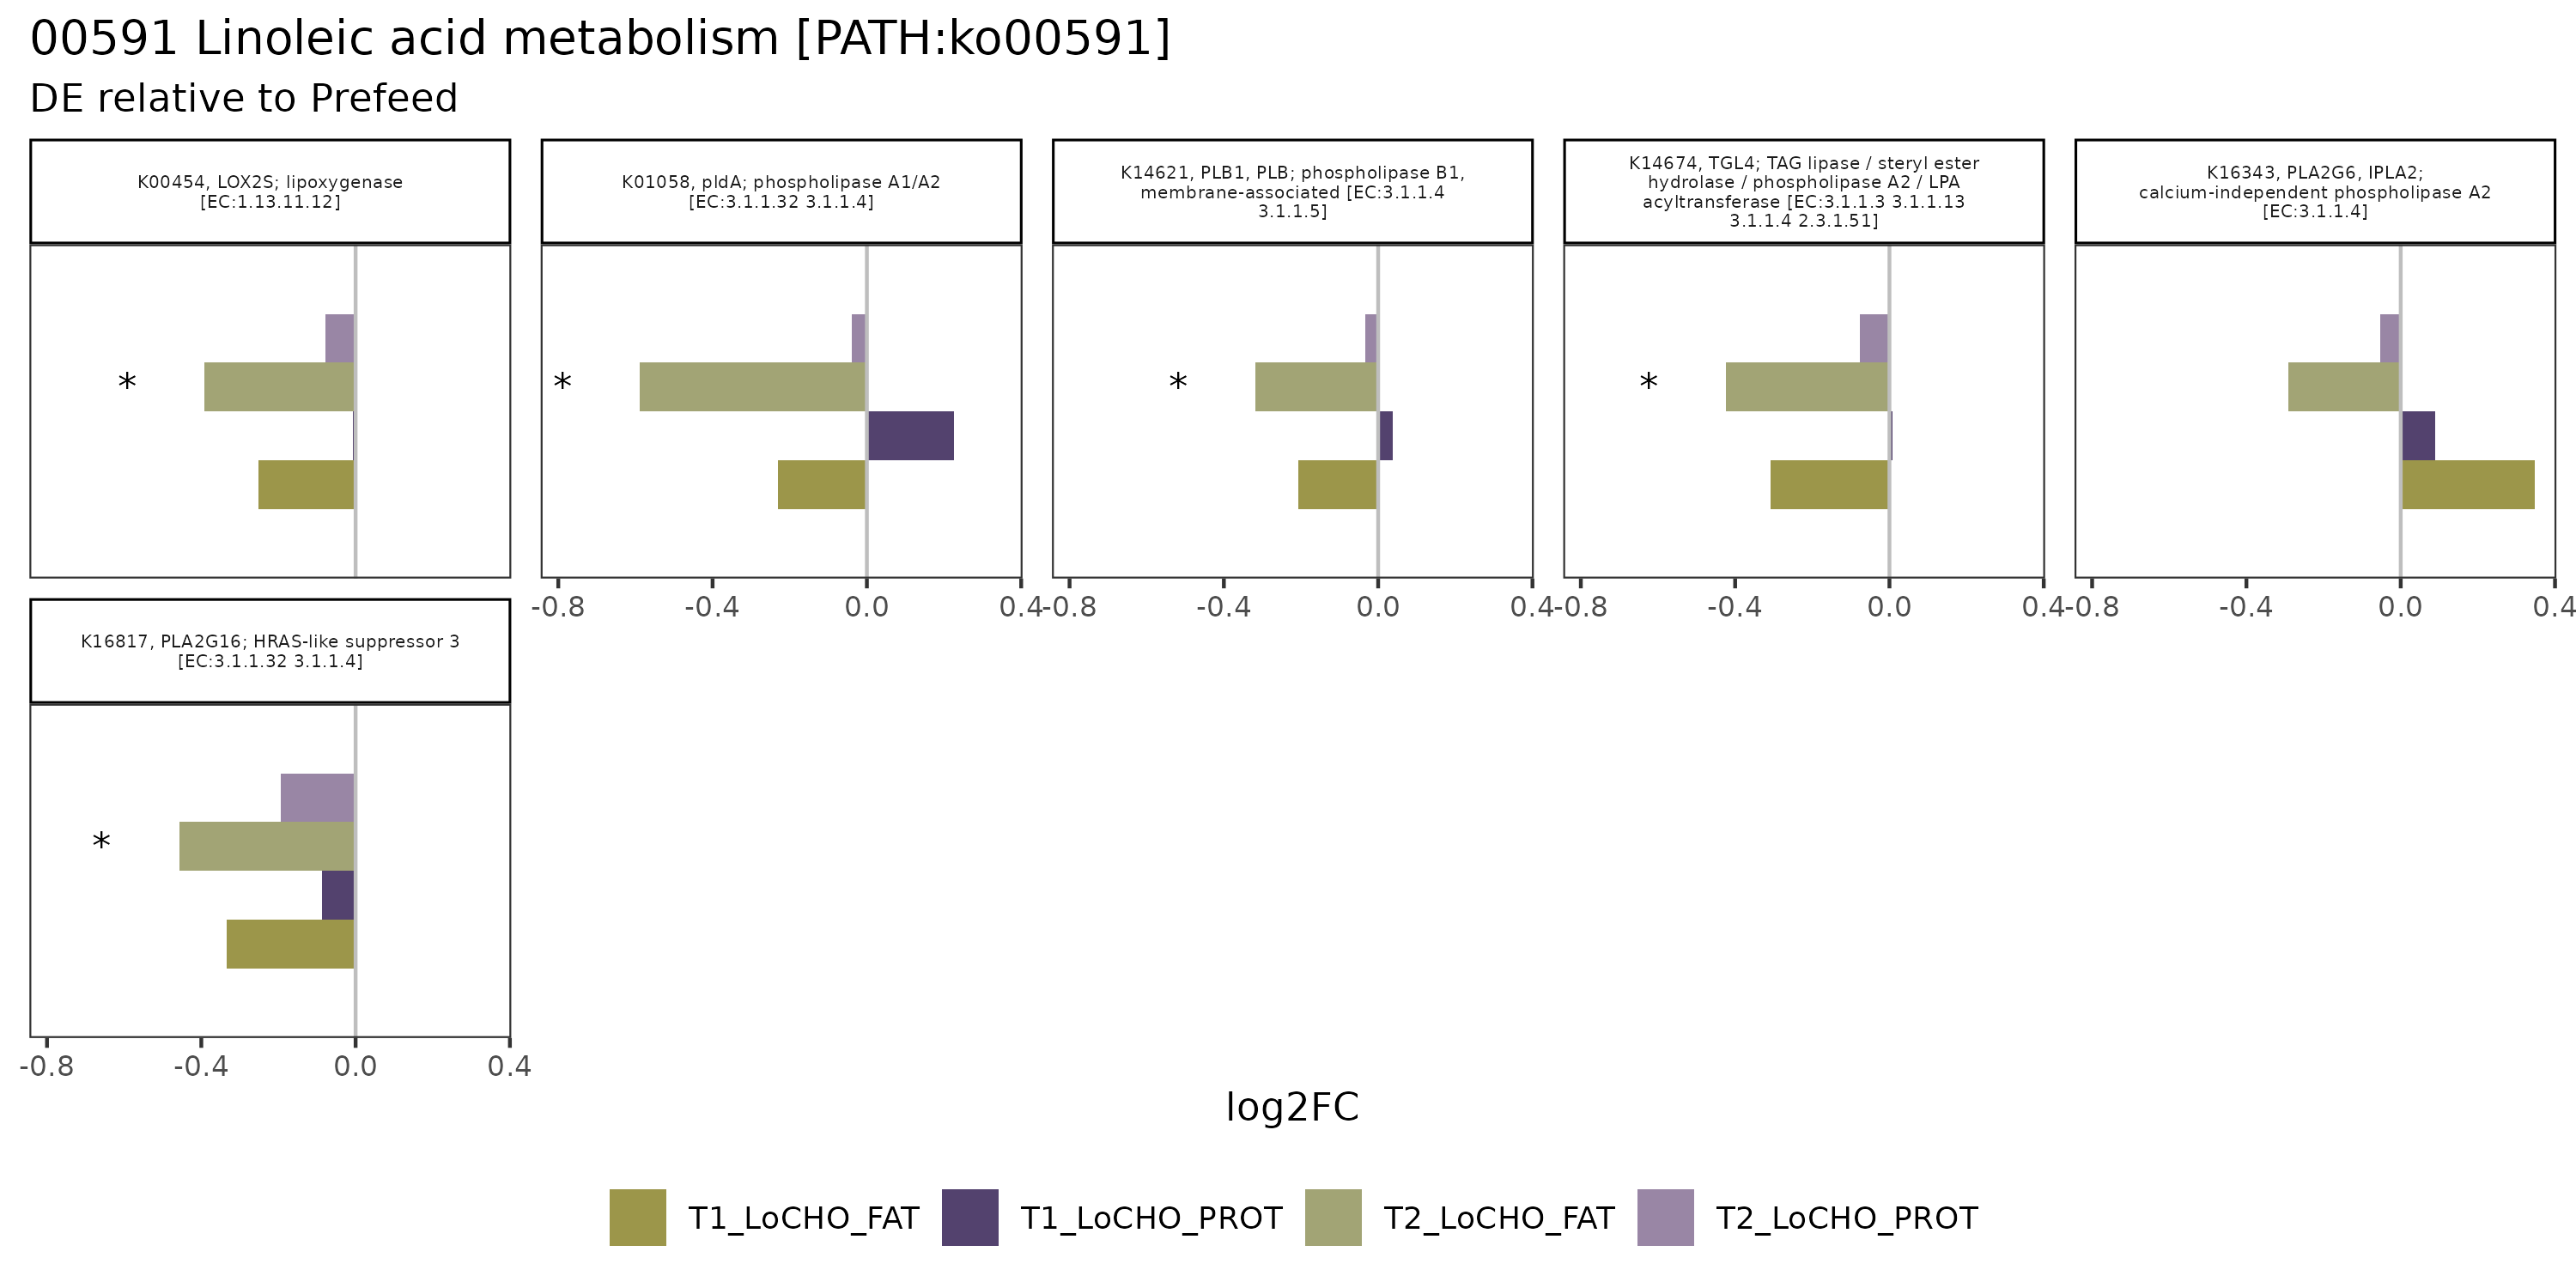 00591 Linoleic acid metabolism [PATH:ko00591]
DE relative to Prefeed
K00454, LOX2S; lipoxygenase
[EC:1.13.11.12]
K01058, pldA; phospholipase A1/A2
[EC:3.1.1.32 3.1.1.4]
K14621, PLB1, PLB; phospholipase B1,
membrane-associated [EC:3.1.1.4
3.1.1.5]
K14674, TGL4; TAG lipase / steryl ester
hydrolase / phospholipase A2 / LPA
acyltransferase [EC:3.1.1.3 3.1.1.13
3.1.1.4 2.3.1.51]
K16343, PLA2G6, IPLA2;
calcium-independent phospholipase A2
[EC:3.1.1.4]
*
*
*
*
-0.8 -0.4 0.0 0.4
-0.8 -0.4 0.0 0.4
-0.8 -0.4 0.0 0.4
-0.8 -0.4 0.0 0.4
K16817, PLA2G16; HRAS-like suppressor 3
[EC:3.1.1.32 3.1.1.4]
*
-0.8 -0.4 0.0 0.4
log2FC
T1_LoCHO_FAT T1_LoCHO_PROT T2_LoCHO_FAT T2_LoCHO_PROT